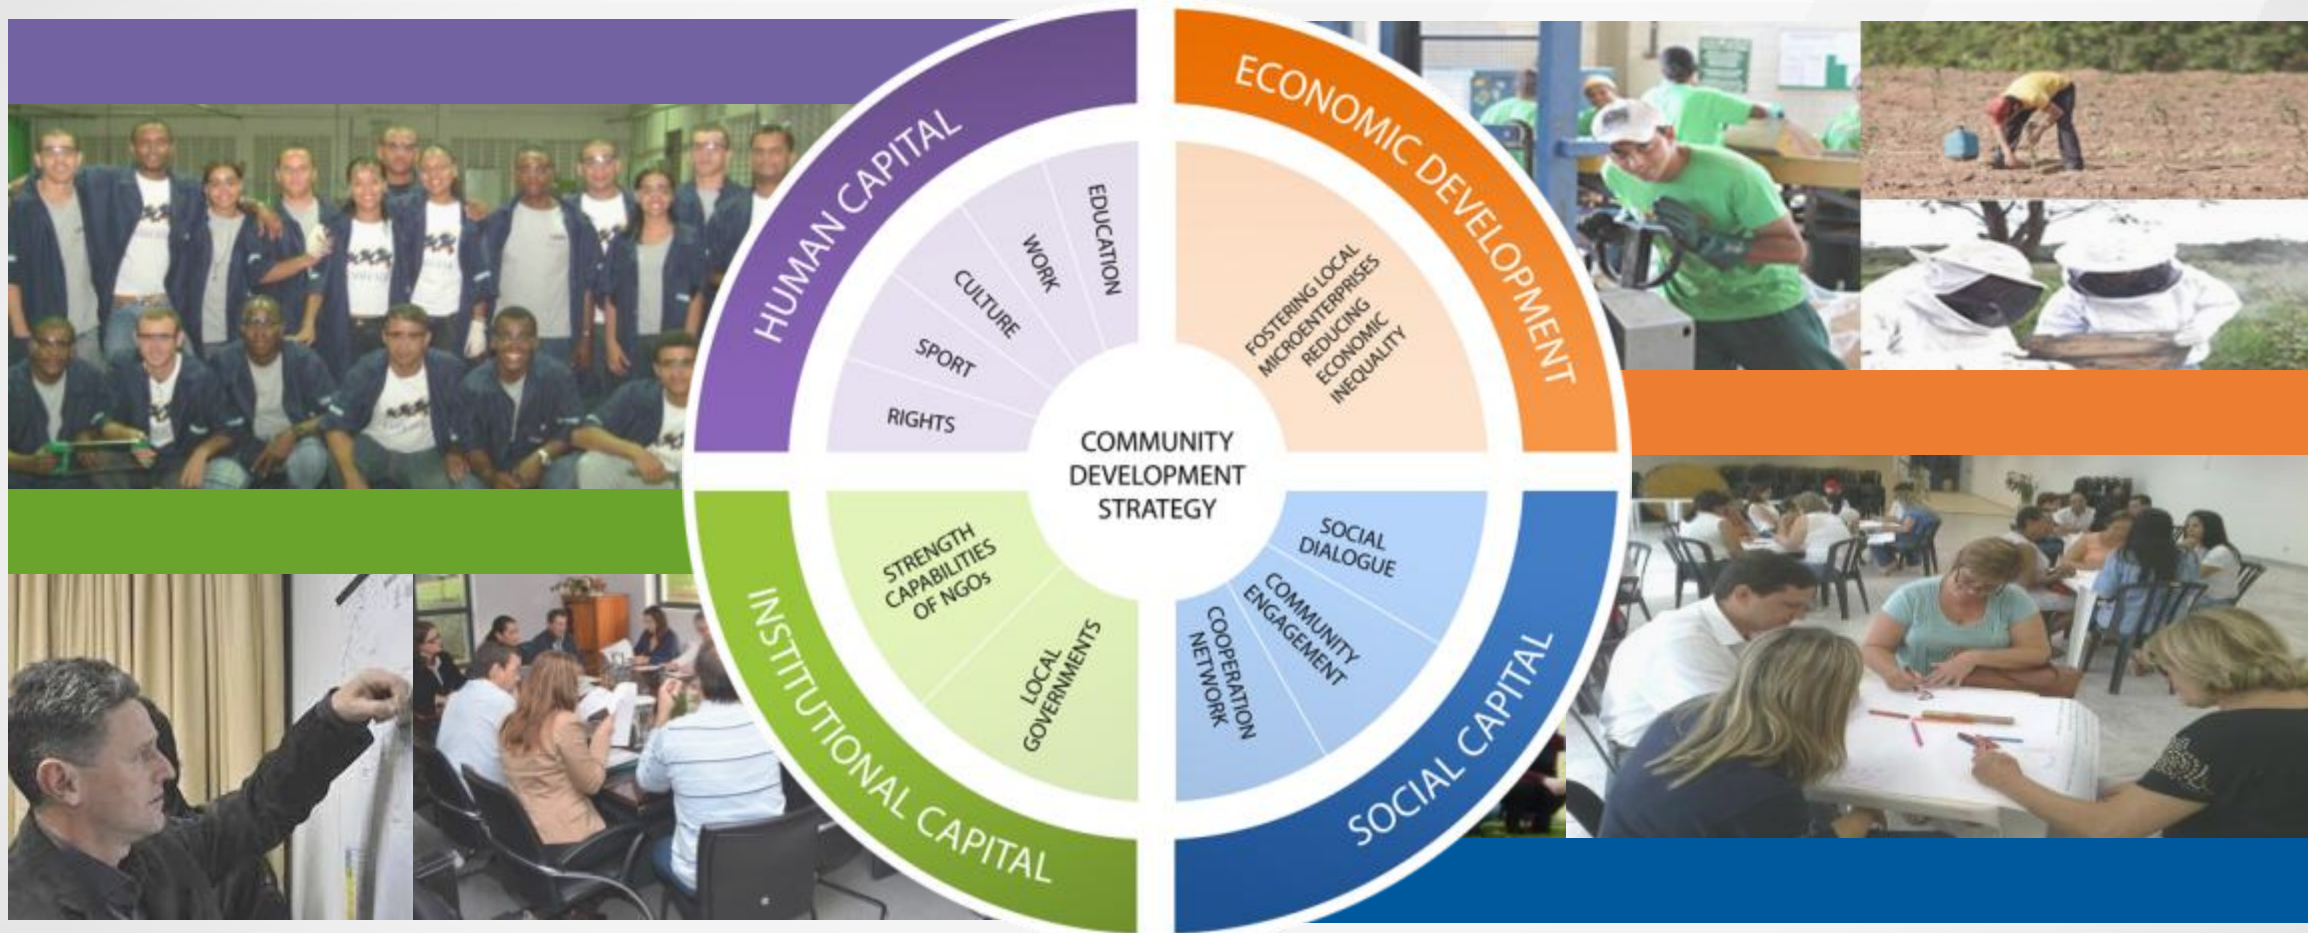 HUMAN CAPITAL
EDUCATION
WORK
CULTURE
SPORT
RIGHTS
ECONOMIC DEVELOPMENT
FOSTERING LOCAL
MICROENTERPRISES
REDUCING
ECONOMIC
INEQUALITY
COMMUNITY
DEVELOPMENT
STRATEGY
INSTITUTIONAL CAPITAL
STRENGTH
CAPABILITIES
OF NGOs
LOCAL
GOVERNMENTS
SOCIAL CAPITAL
SOCIAL
DIALOGUE
COMMUNITY
ENGAGEMENT
COOPERATION
NETWORK